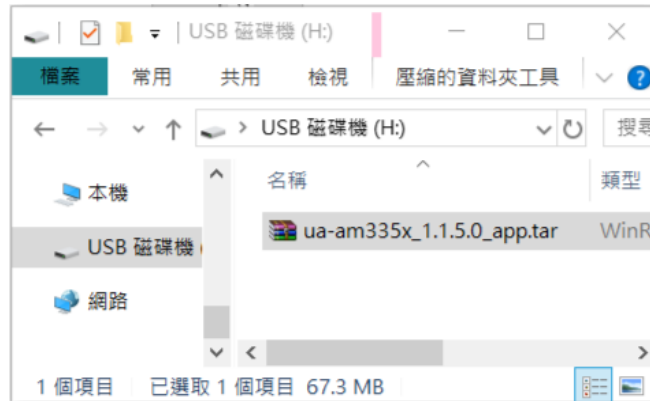 USB 磁碟機 (H:)
檔案 常用 共用 檢視 壓縮的資料夾工具
USB 磁碟機 (H:) 搜尋
名稱 類型
本機
ua-am335x_1.1.5.0_app.tar WinR
USB 磁碟機
網路
1 個項目 已選取 1 個項目 67.3 MB